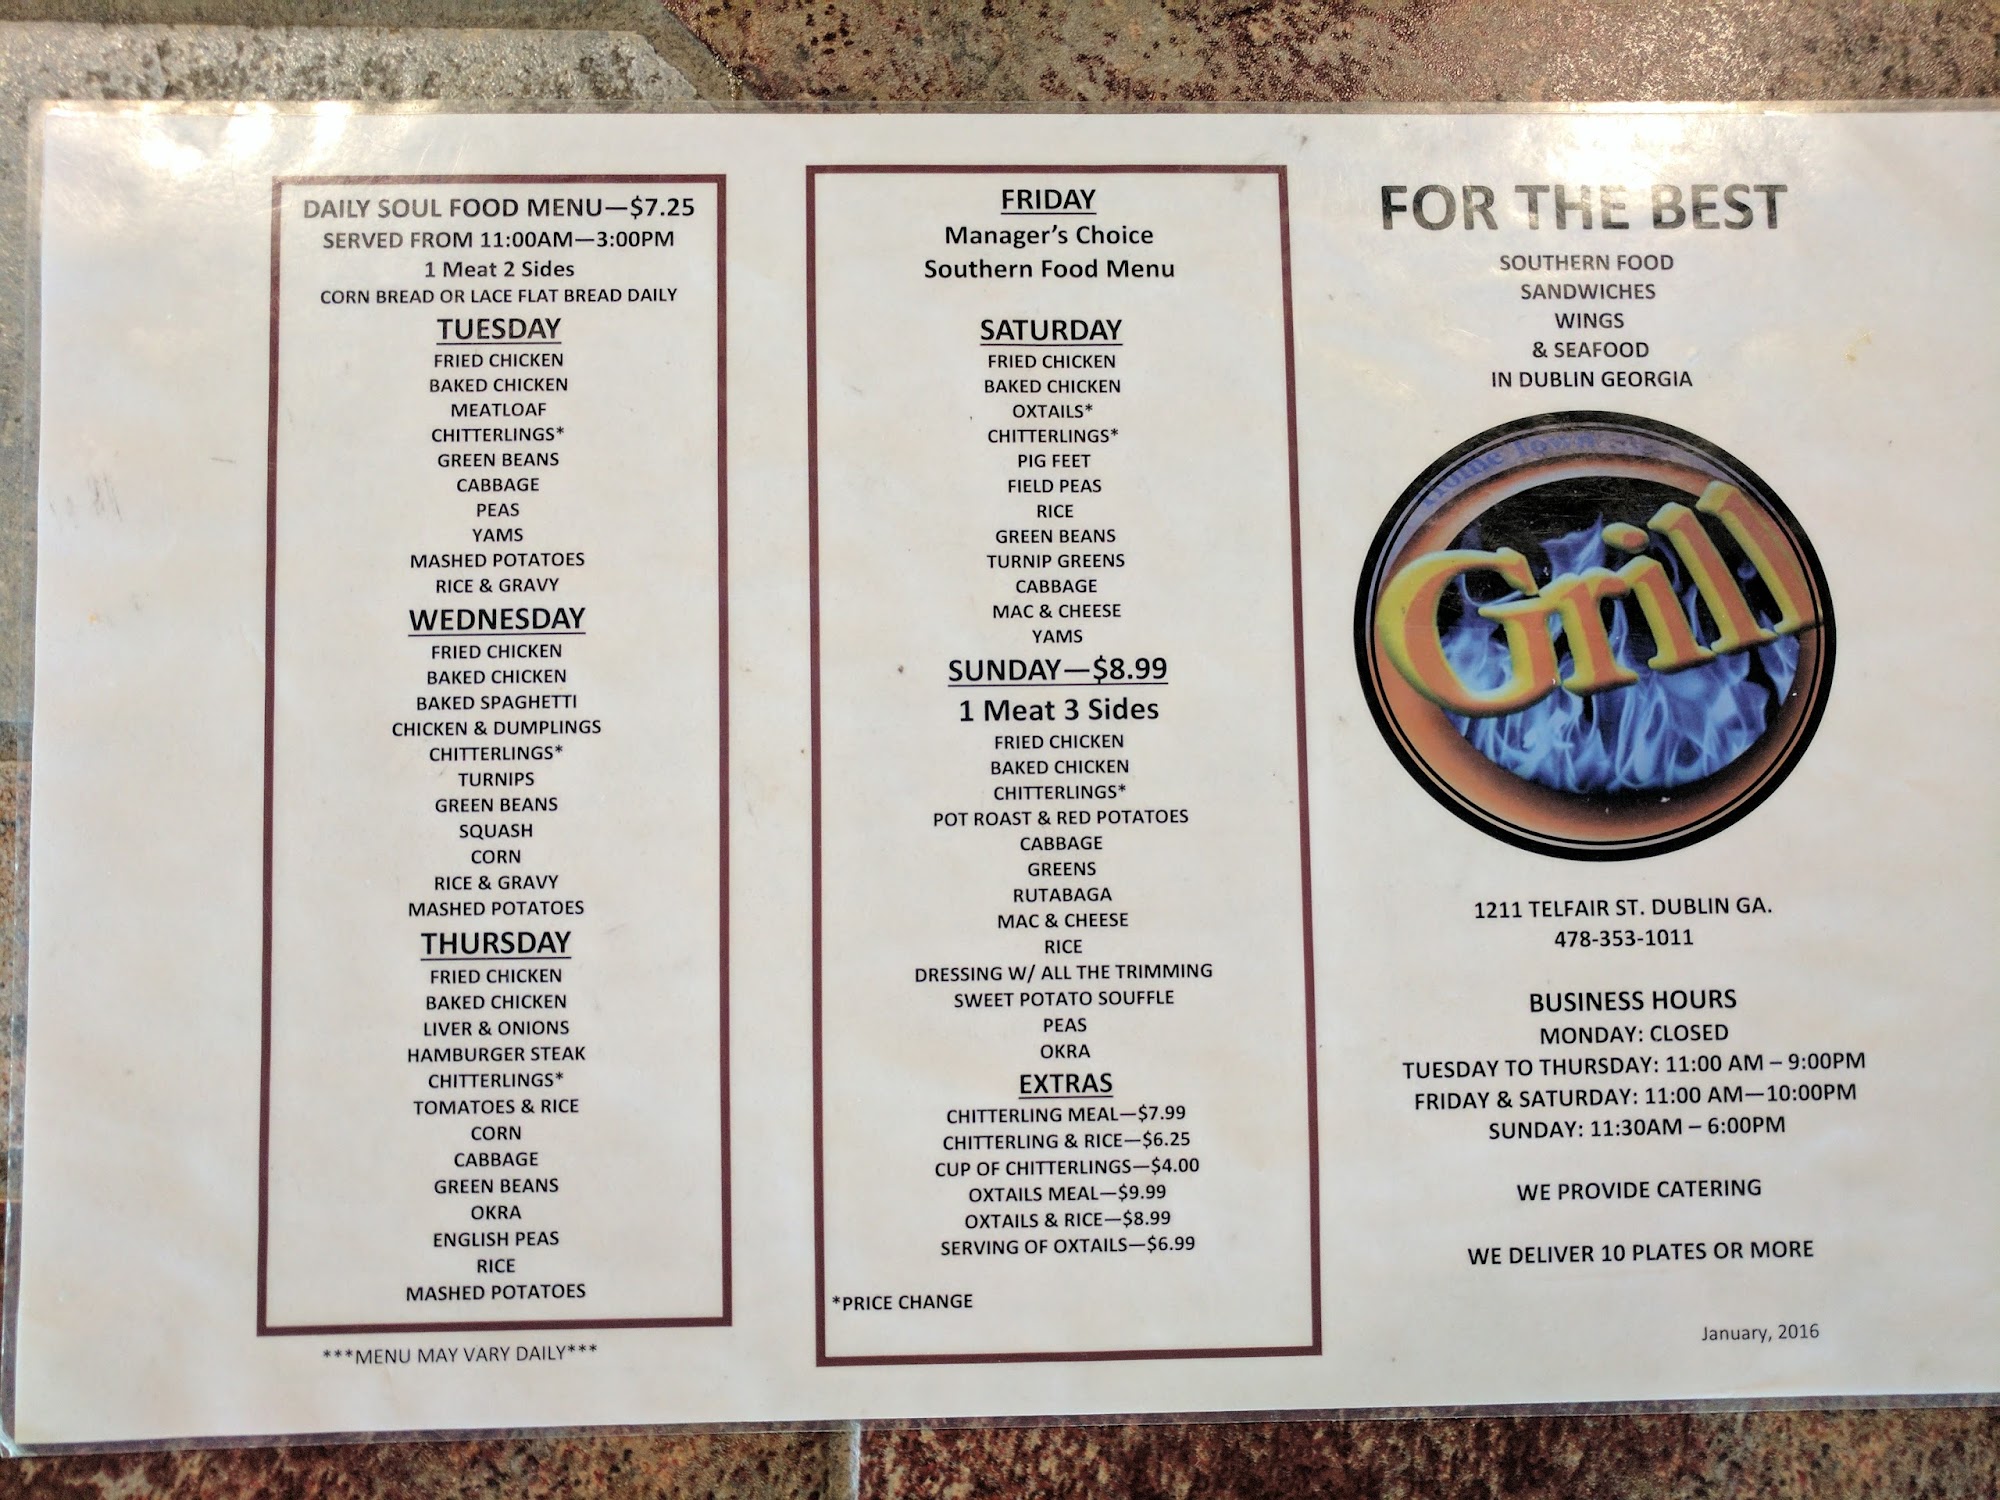 DAILY SOUL FOOD MENU—$7.25
SERVED FROM 11:00AM—3:00PM
1 Meat 2 Sides
CORN BREAD OR LACE FLAT BREAD DAILY
TUESDAY
FRIED CHICKEN
BAKED CHICKEN
MEATLOAF
CHITTERLINGS*
GREEN BEANS
CABBAGE
PEAS
YAMS
MASHED POTATOES
RICE & GRAVY
WEDNESDAY
FRIED CHICKEN
BAKED CHICKEN
BAKED SPAGHETTI
CHICKEN & DUMPLINGS
CHITTERLINGS*
TURNIPS
GREEN BEANS
SQUASH
CORN
RICE & GRAVY
MASHED POTATOES
THURSDAY
FRIED CHICKEN
BAKED CHICKEN
LIVER & ONIONS
HAMBURGER STEAK
CHITTERLINGS*
TOMATOES & RICE
CORN
CABBAGE
GREEN BEANS
OKRA
ENGLISH PEAS
RICE
MASHED POTATOES
***MENU MAY VARY DAILY***
FRIDAY
Manager's Choice
Southern Food Menu
SATURDAY
FRIED CHICKEN
BAKED CHICKEN
OXTAILS*
CHITTERLINGS*
PIG FEET
FIELD PEAS
RICE
GREEN BEANS
TURNIP GREENS
CABBAGE
MAC & CHEESE
YAMS
SUNDAY—$8.99
1 Meat 3 Sides
FRIED CHICKEN
BAKED CHICKEN
CHITTERLINGS*
POT ROAST & RED POTATOES
CABBAGE
GREENS
RUTABAGA
MAC & CHEESE
RICE
DRESSING W/ ALL THE TRIMMING
SWEET POTATO SOUFFLE
PEAS
OKRA
EXTRAS
CHITTERLING MEAL—$7.99
CHITTERLING & RICE—$6.25
CUP OF CHITTERLINGS—$4.00
OXTAILS MEAL—$9.99
OXTAILS & RICE—$8.99
SERVING OF OXTAILS—$6.99
*PRICE CHANGE
FOR THE BEST
SOUTHERN FOOD
SANDWICHES
WINGS
& SEAFOOD
IN DUBLIN GEORGIA
Home Town
Grill
1211 TELFAIR ST. DUBLIN GA.
478-353-1011
BUSINESS HOURS
MONDAY: CLOSED
TUESDAY TO THURSDAY: 11:00 AM – 9:00PM
FRIDAY & SATURDAY: 11:00 AM—10:00PM
SUNDAY: 11:30AM – 6:00PM
WE PROVIDE CATERING
WE DELIVER 10 PLATES OR MORE
January, 2016